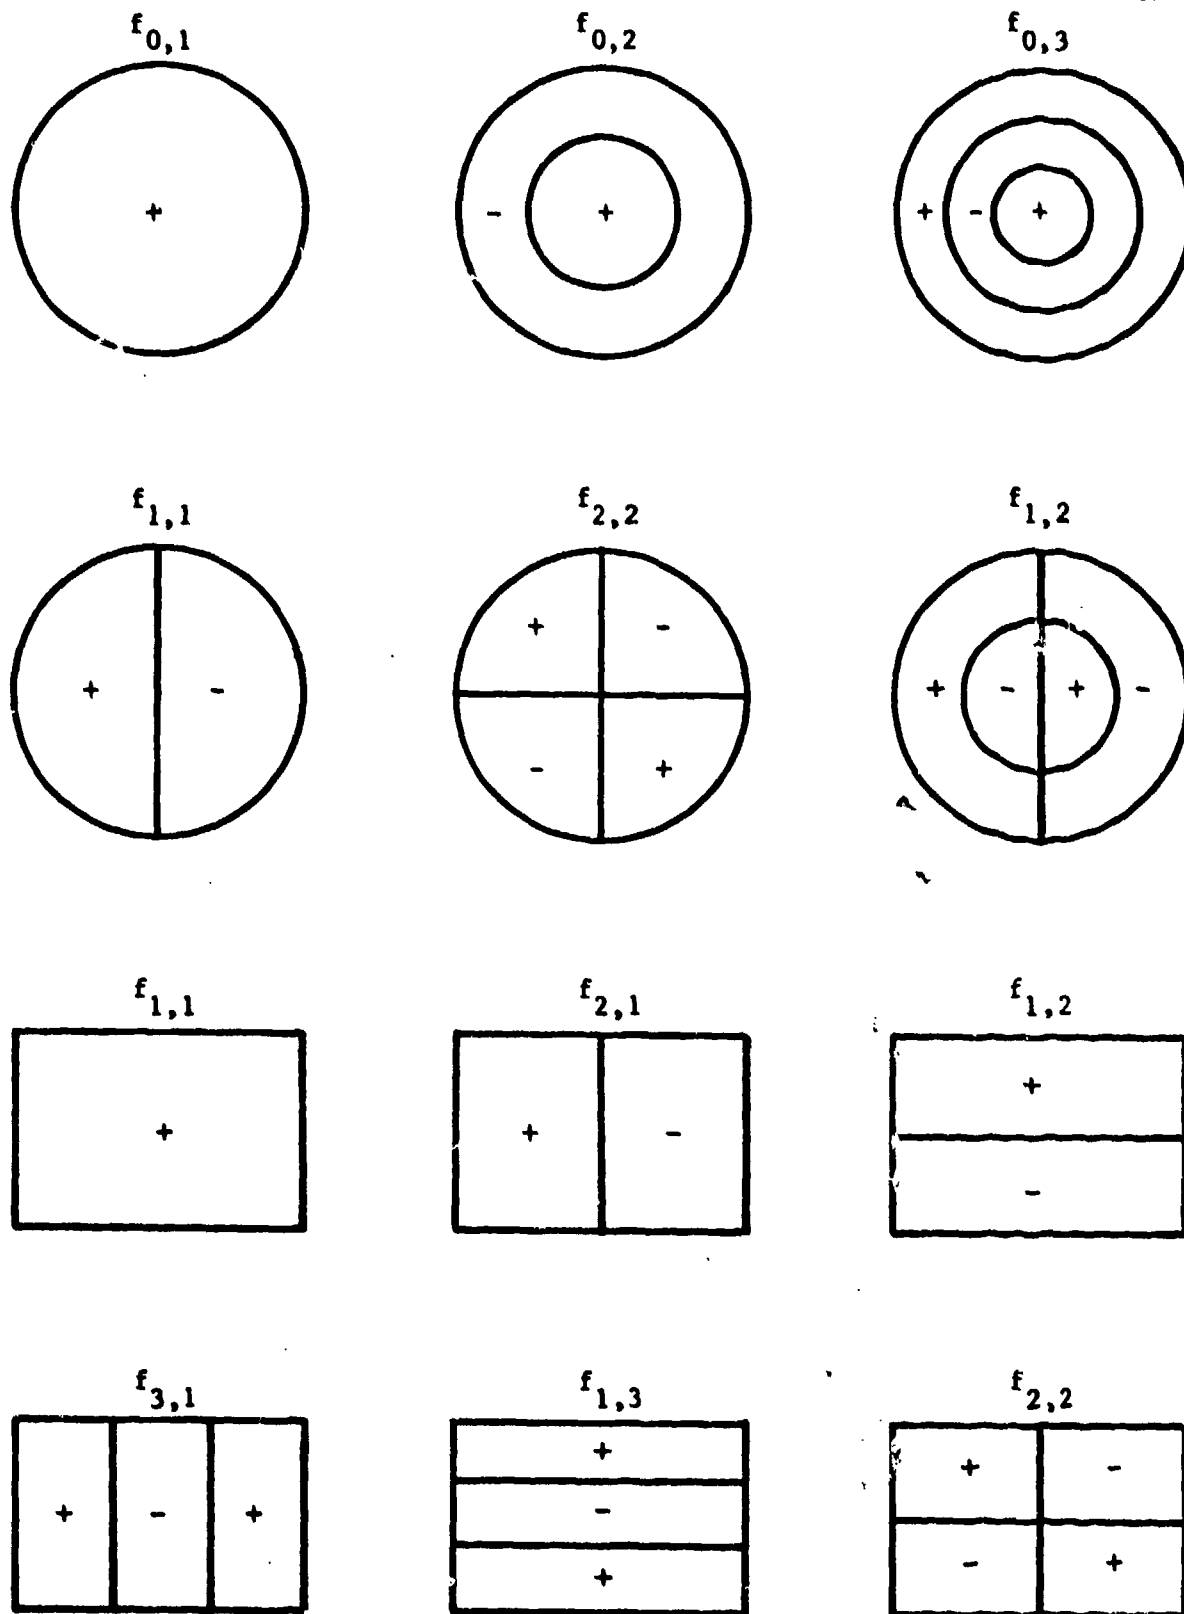 f0,1 f0,2 f0,3
+ - + + - +
f1,1 f2,2 f1,2
+ -
+ - + - + -
- +
f1,1 f2,1 f1,2
+
+ + -
-
f3,1 f1,3 f2,2
+
+ -
+ - + -
- +
+